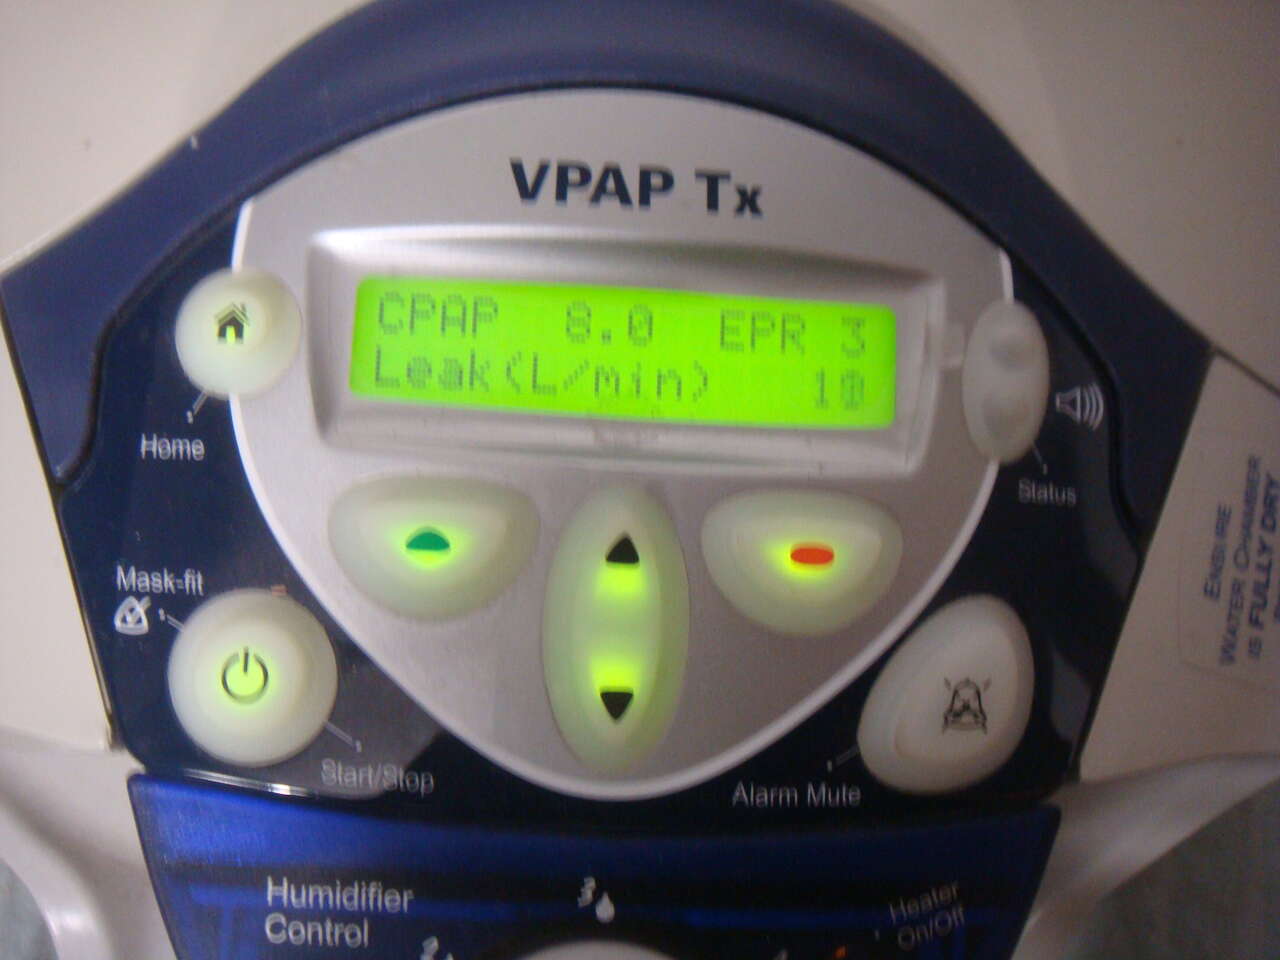 VPAP Tx
CPAP 8.0 EPR 3
Leak(L/min)
Home
Status
Mask-fit
Start/Stop
Alarm Mute
ENSURE
WATER CHAMBER
IS FULLY DRY
Humidifier
Control
3
Heater
On/Off